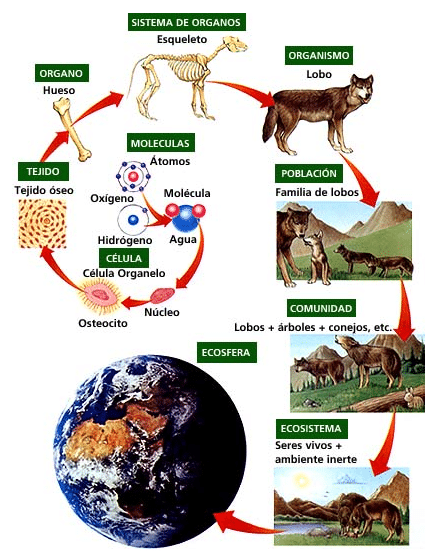 SISTEMA DE ORGANOS
Esqueleto
ORGANO
Hueso
ORGANISMO
Lobo
MOLECULAS
Átomos
Oxígeno
Molécula
Hidrógeno
Agua
TEJIDO
Tejido óseo
POBLACIÓN
Familia de lobos
CÉLULA
Célula Organelo
Núcleo
Osteocito
COMUNIDAD
Lobos + árboles + conejos, etc.
ECOSFERA
ECOSISTEMA
Seres vivos +
ambiente inerte